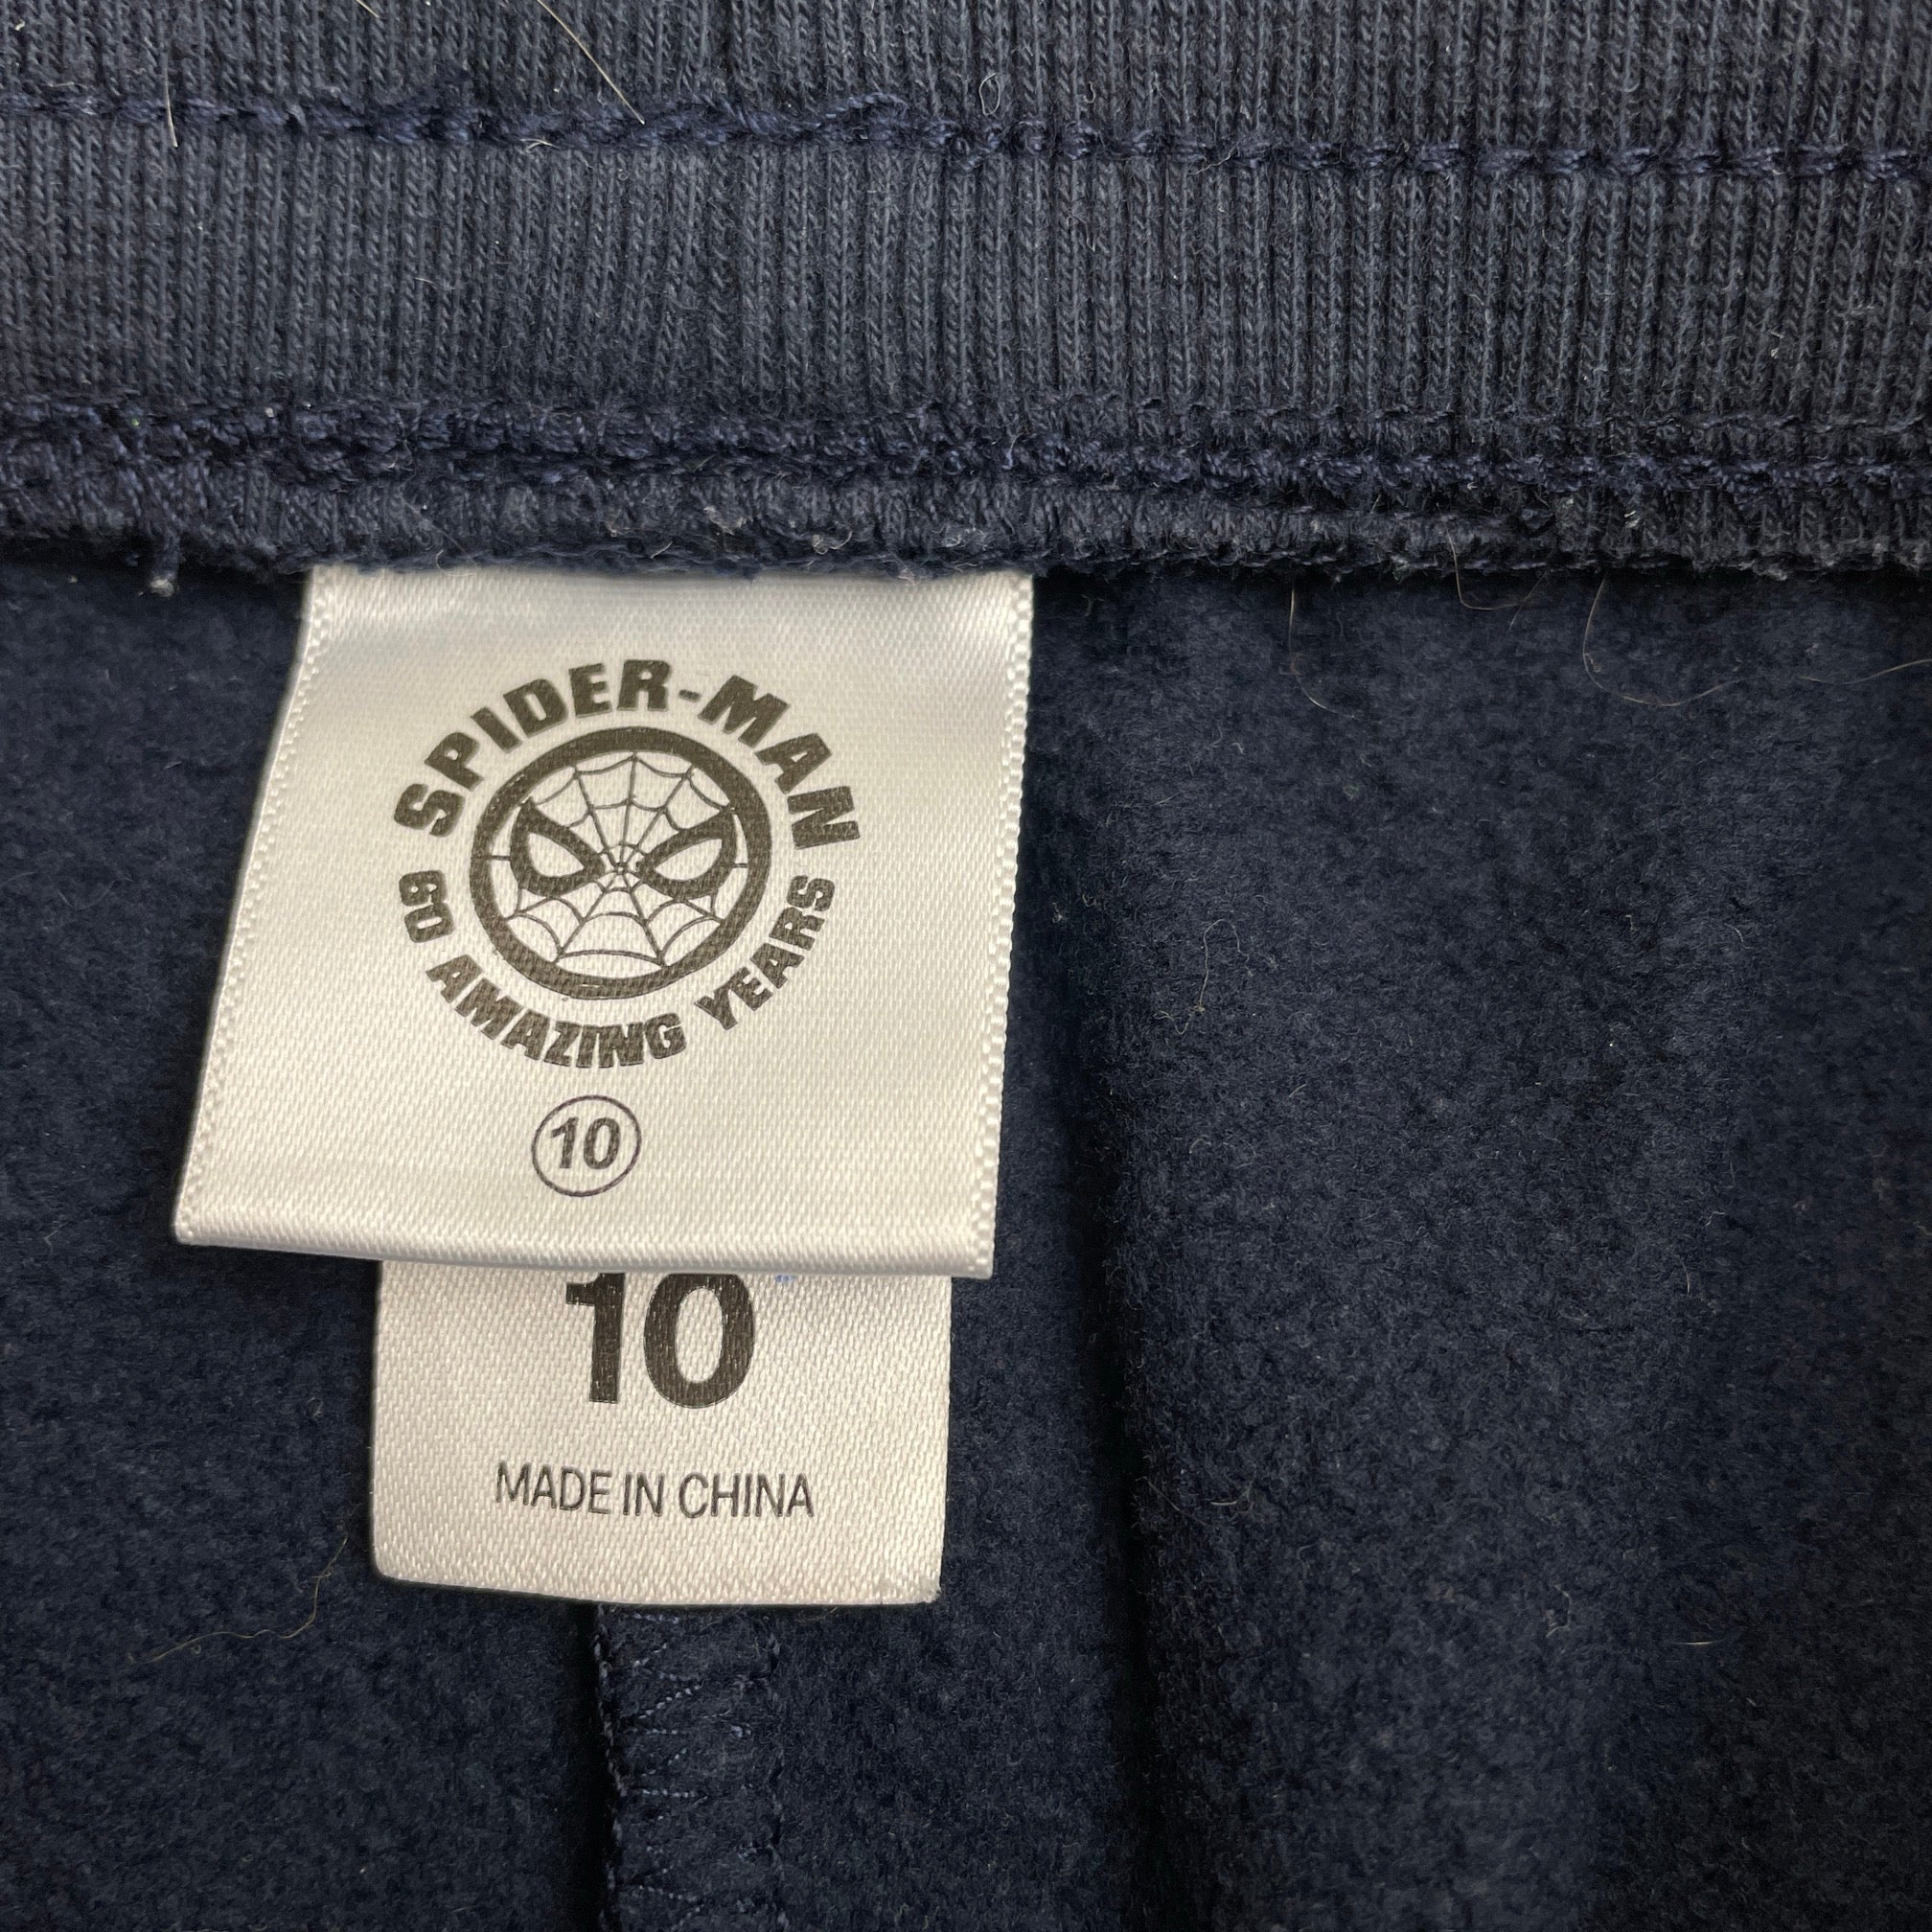 SPIDER-MAN
60 AMAZING YEARS
10
10
MADE IN CHINA